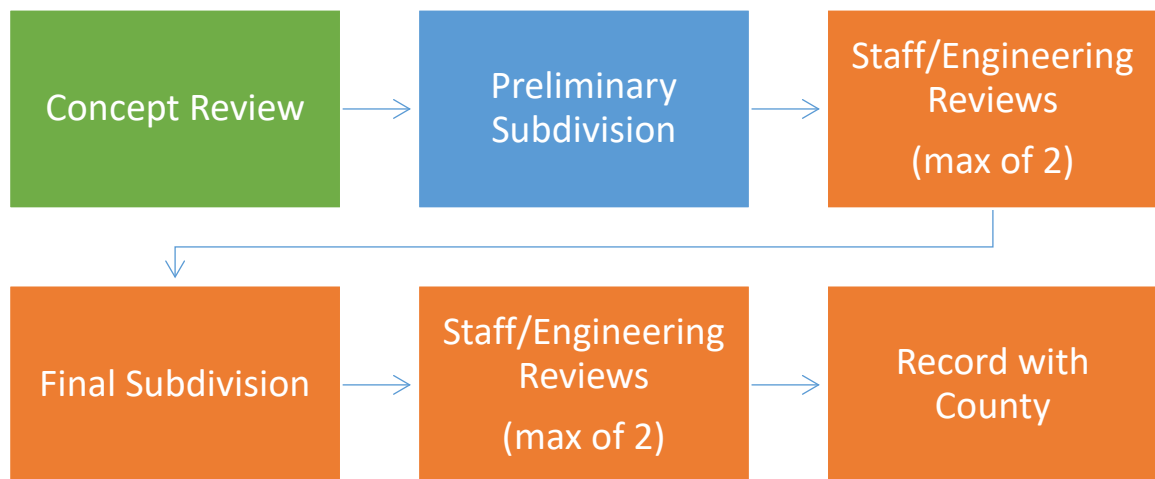 Concept Review
Preliminary
Subdivision
Staff/Engineering
Reviews
(max of 2)
Final Subdivision
Staff/Engineering
Reviews
(max of 2)
Record with
County